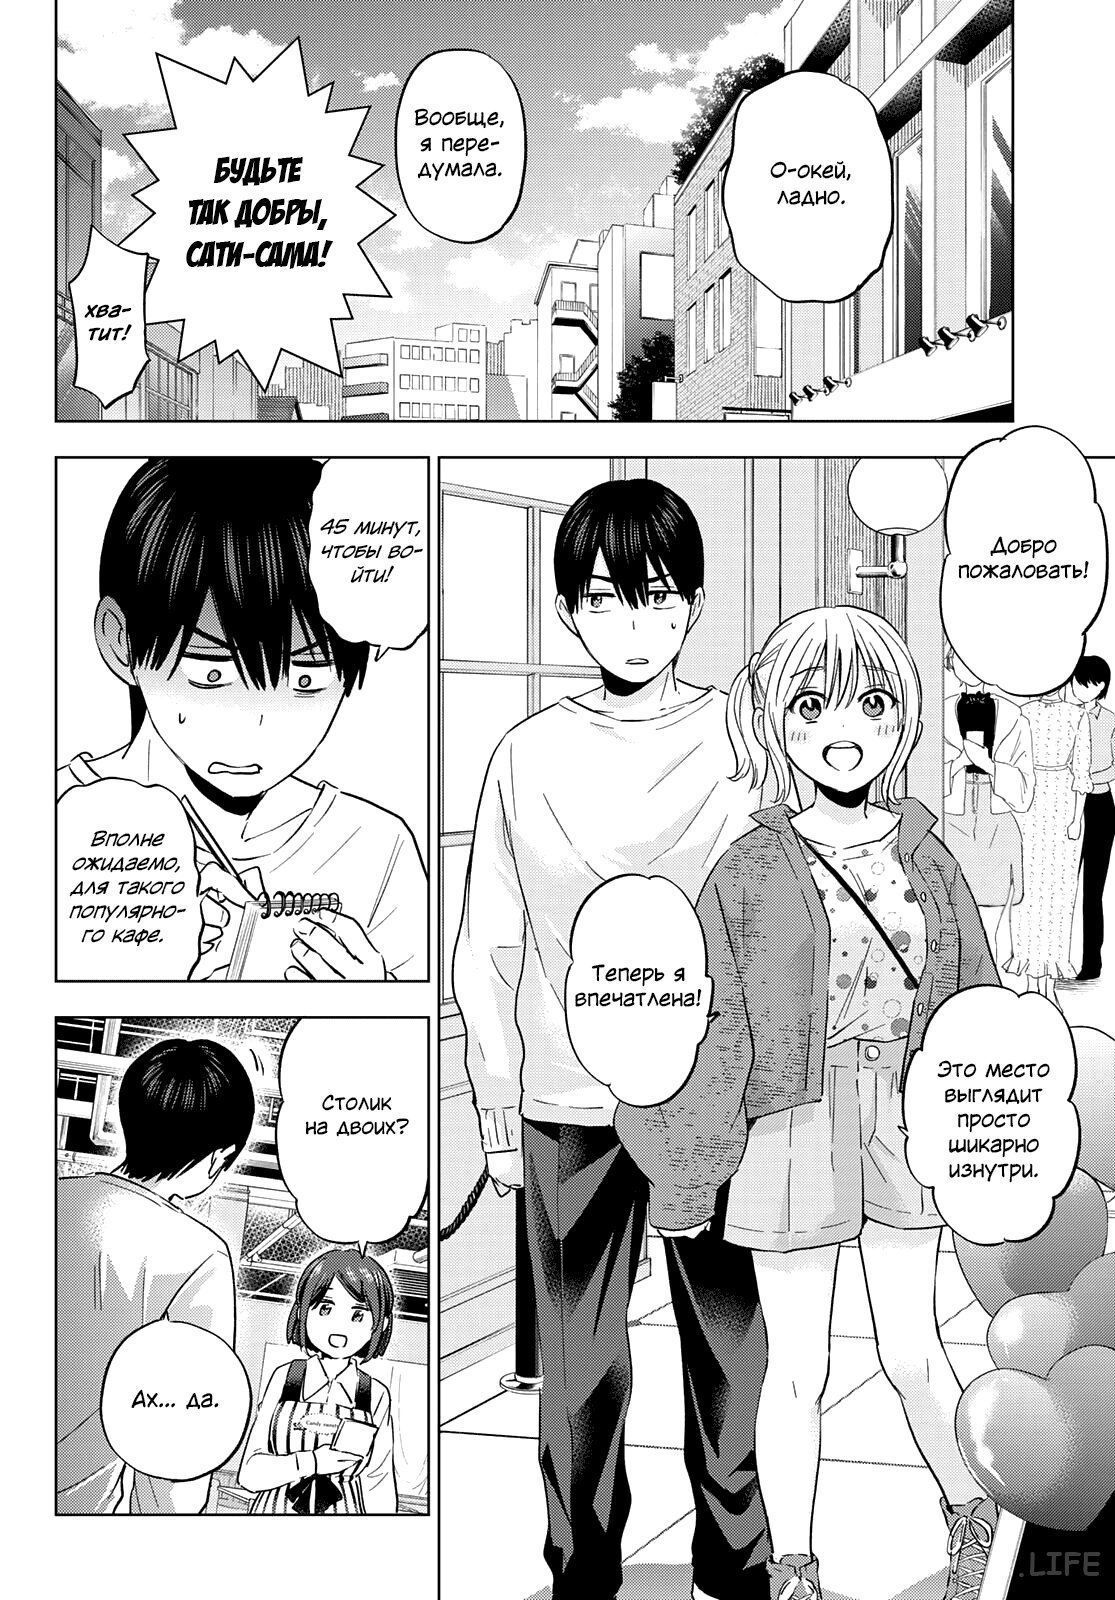 О-окей,
ладно.
Вообще,
я пере-
думала.
БУДЬТЕ
ТАК ДОБРЫ,
САТИ-САМА!
хва-
тит!
Добро
пожаловать!
Теперь я
впечатлена!
Это место
выглядит
просто
шикарно
изнутри.
45 минут,
чтобы во-
йти!
Вполне
ожидаемо,
для такого
популярно-
го кафе.
Столик
на двоих?
Candy sweet
Ах... да.
.LIFE